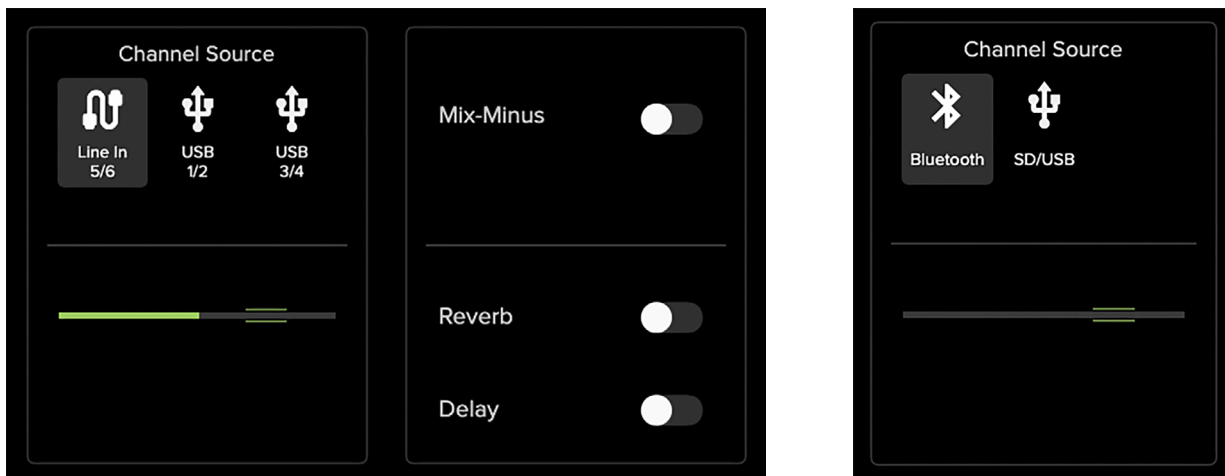 Channel Source
Line In
5/6
USB
1/2
USB
3/4
Mix-Minus
Reverb
Delay
Channel Source
Bluetooth
SD/USB